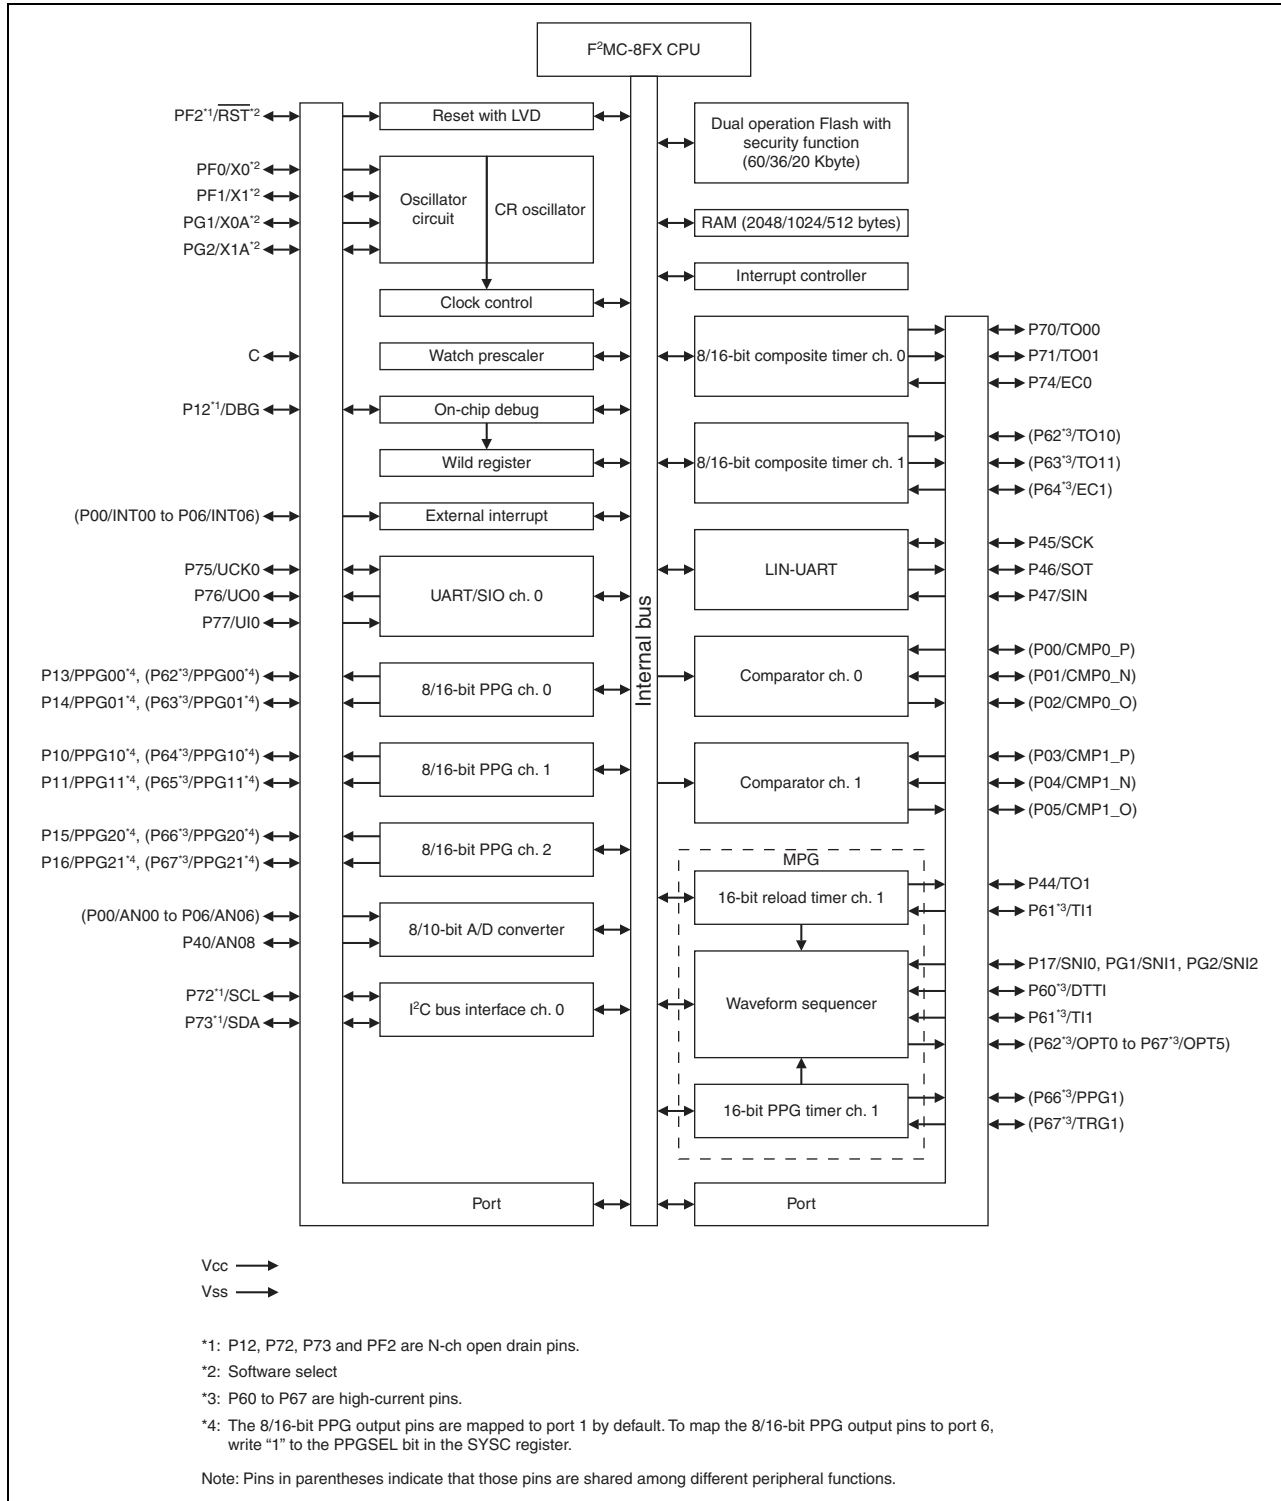 F²MC-8FX CPU
PF2*1/RST*2
Reset with LVD
Dual operation Flash with
security function
(60/36/20 Kbyte)
PF0/X0*2
PF1/X1*2
PG1/X0A*2
PG2/X1A*2
Oscillator
circuit
CR oscillator
RAM (2048/1024/512 bytes)
Interrupt controller
Clock control
C
Watch prescaler
8/16-bit composite timer ch. 0
P70/TO00
P71/TO01
P74/EC0
P12*1/DBG
On-chip debug
Wild register
8/16-bit composite timer ch. 1
(P62*3/TO10)
(P63*3/TO11)
(P64*3/EC1)
(P00/INT00 to P06/INT06)
External interrupt
P75/UCK0
P76/UO0
P77/UI0
UART/SIO ch. 0
LIN-UART
P45/SCK
P46/SOT
P47/SIN
Internal bus
P13/PPG00*4, (P62*3/PPG00*4)
P14/PPG01*4, (P63*3/PPG01*4)
8/16-bit PPG ch. 0
Comparator ch. 0
(P00/CMP0_P)
(P01/CMP0_N)
(P02/CMP0_O)
P10/PPG10*4, (P64*3/PPG10*4)
P11/PPG11*4, (P65*3/PPG11*4)
8/16-bit PPG ch. 1
Comparator ch. 1
(P03/CMP1_P)
(P04/CMP1_N)
(P05/CMP1_O)
P15/PPG20*4, (P66*3/PPG20*4)
P16/PPG21*4, (P67*3/PPG21*4)
8/16-bit PPG ch. 2
MPG
16-bit reload timer ch. 1
P44/TO1
P61*3/TI1
(P00/AN00 to P06/AN06)
P40/AN08
8/10-bit A/D converter
Waveform sequencer
P17/SNI0, PG1/SNI1, PG2/SNI2
P60*3/DTTI
P61*3/TI1
(P62*3/OPT0 to P67*3/OPT5)
P72*1/SCL
P73*1/SDA
I²C bus interface ch. 0
16-bit PPG timer ch. 1
(P66*3/PPG1)
(P67*3/TRG1)
Port
Port
Vcc
Vss
*1: P12, P72, P73 and PF2 are N-ch open drain pins.
*2: Software select
*3: P60 to P67 are high-current pins.
*4: The 8/16-bit PPG output pins are mapped to port 1 by default. To map the 8/16-bit PPG output pins to port 6,
write “1” to the PPGSEL bit in the SYSC register.
Note: Pins in parentheses indicate that those pins are shared among different peripheral functions.